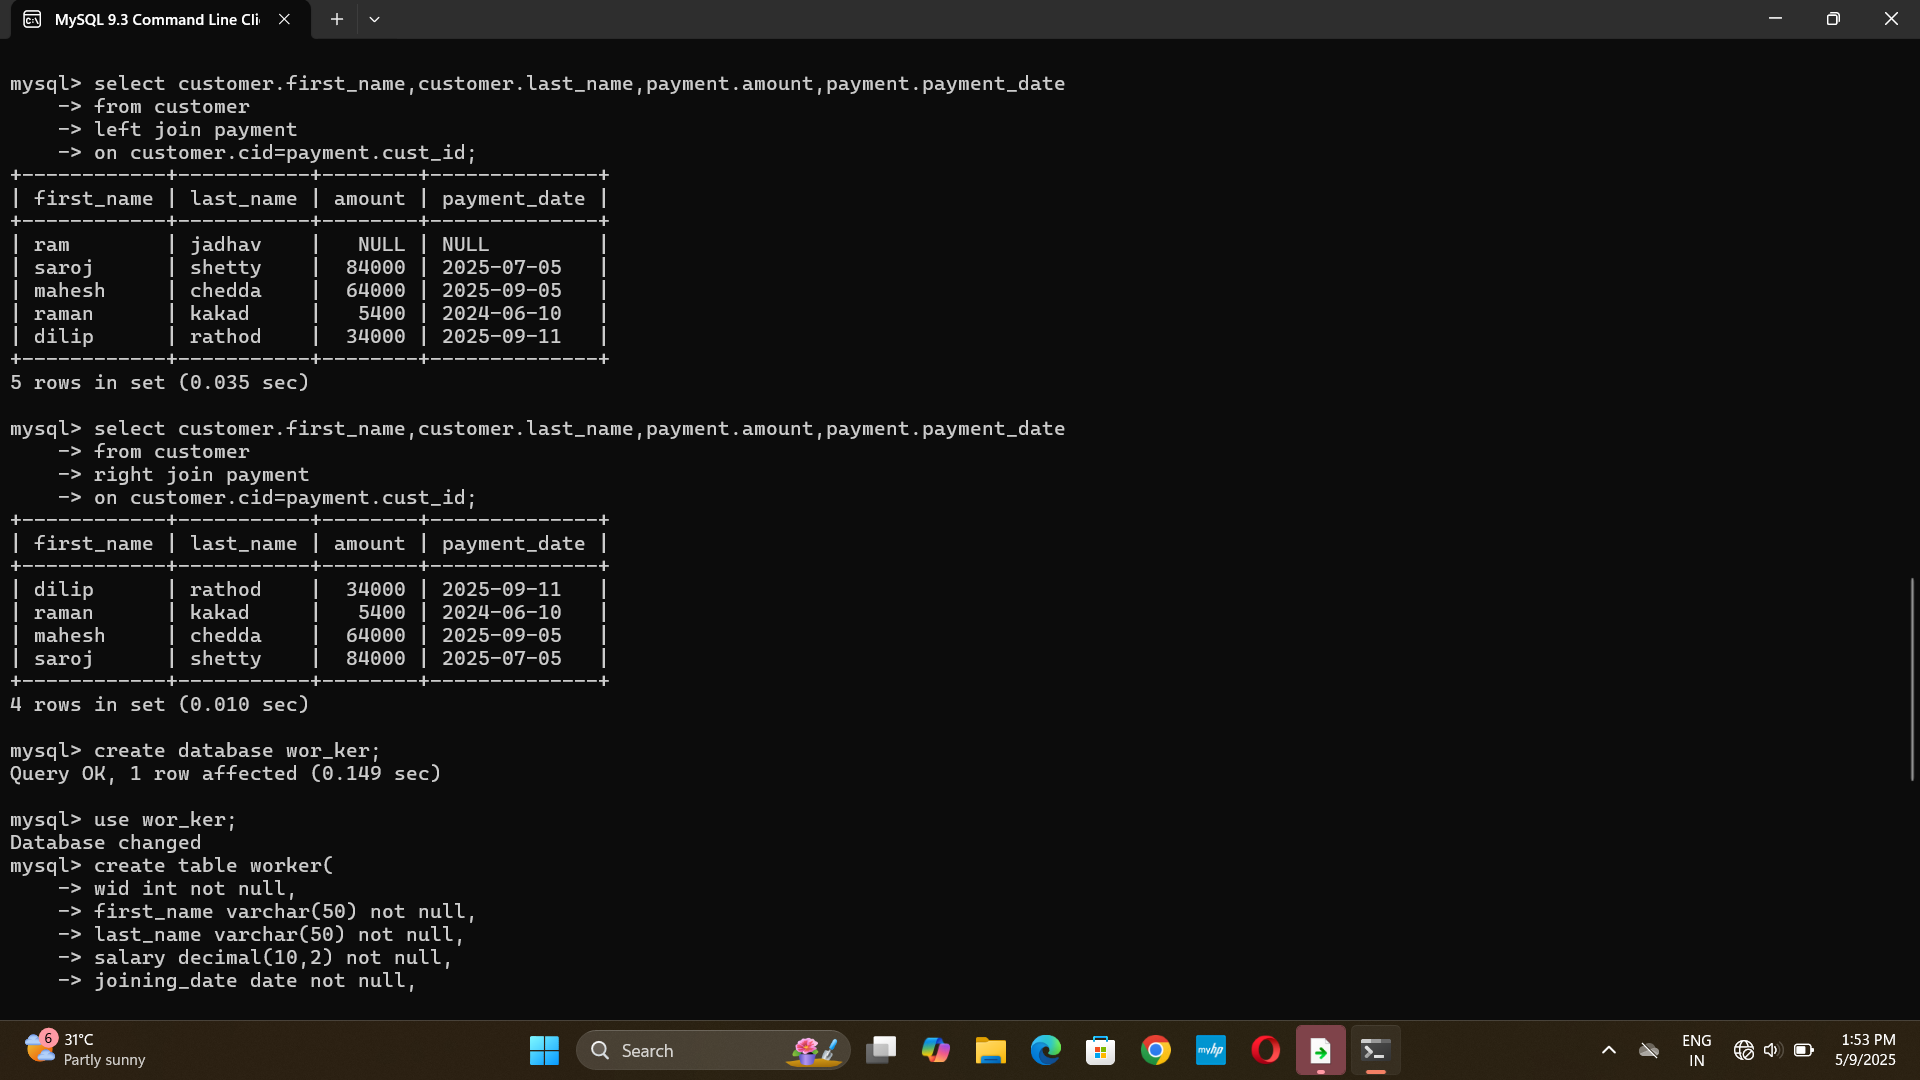 MySQL 9.3 Command Line Cli
mysql> select customer.first_name,customer.last_name,payment.amount,payment.payment_date
    -> from customer
    -> left join payment
    -> on customer.cid=payment.cust_id;
+------------+-----------+--------+--------------+
| first_name | last_name | amount | payment_date |
+------------+-----------+--------+--------------+
| ram        | jadhav    |   NULL | NULL         |
| saroj      | shetty    |  84000 | 2025-07-05   |
| mahesh     | chedda    |  64000 | 2025-09-05   |
| raman      | kakad     |   5400 | 2024-06-10   |
| dilip      | rathod    |  34000 | 2025-09-11   |
+------------+-----------+--------+--------------+
5 rows in set (0.035 sec)
mysql> select customer.first_name,customer.last_name,payment.amount,payment.payment_date
    -> from customer
    -> right join payment
    -> on customer.cid=payment.cust_id;
+------------+-----------+--------+--------------+
| first_name | last_name | amount | payment_date |
+------------+-----------+--------+--------------+
| dilip      | rathod    |  34000 | 2025-09-11   |
| raman      | kakad     |   5400 | 2024-06-10   |
| mahesh     | chedda    |  64000 | 2025-09-05   |
| saroj      | shetty    |  84000 | 2025-07-05   |
+------------+-----------+--------+--------------+
4 rows in set (0.010 sec)
mysql> create database wor_ker;
Query OK, 1 row affected (0.149 sec)
mysql> use wor_ker;
Database changed
mysql> create table worker(
    -> wid int not null,
    -> first_name varchar(50) not null,
    -> last_name varchar(50) not null,
    -> salary decimal(10,2) not null,
    -> joining_date date not null,
6
31°C
Partly sunny
Search
myhp
ENG
IN
1:53 PM
5/9/2025